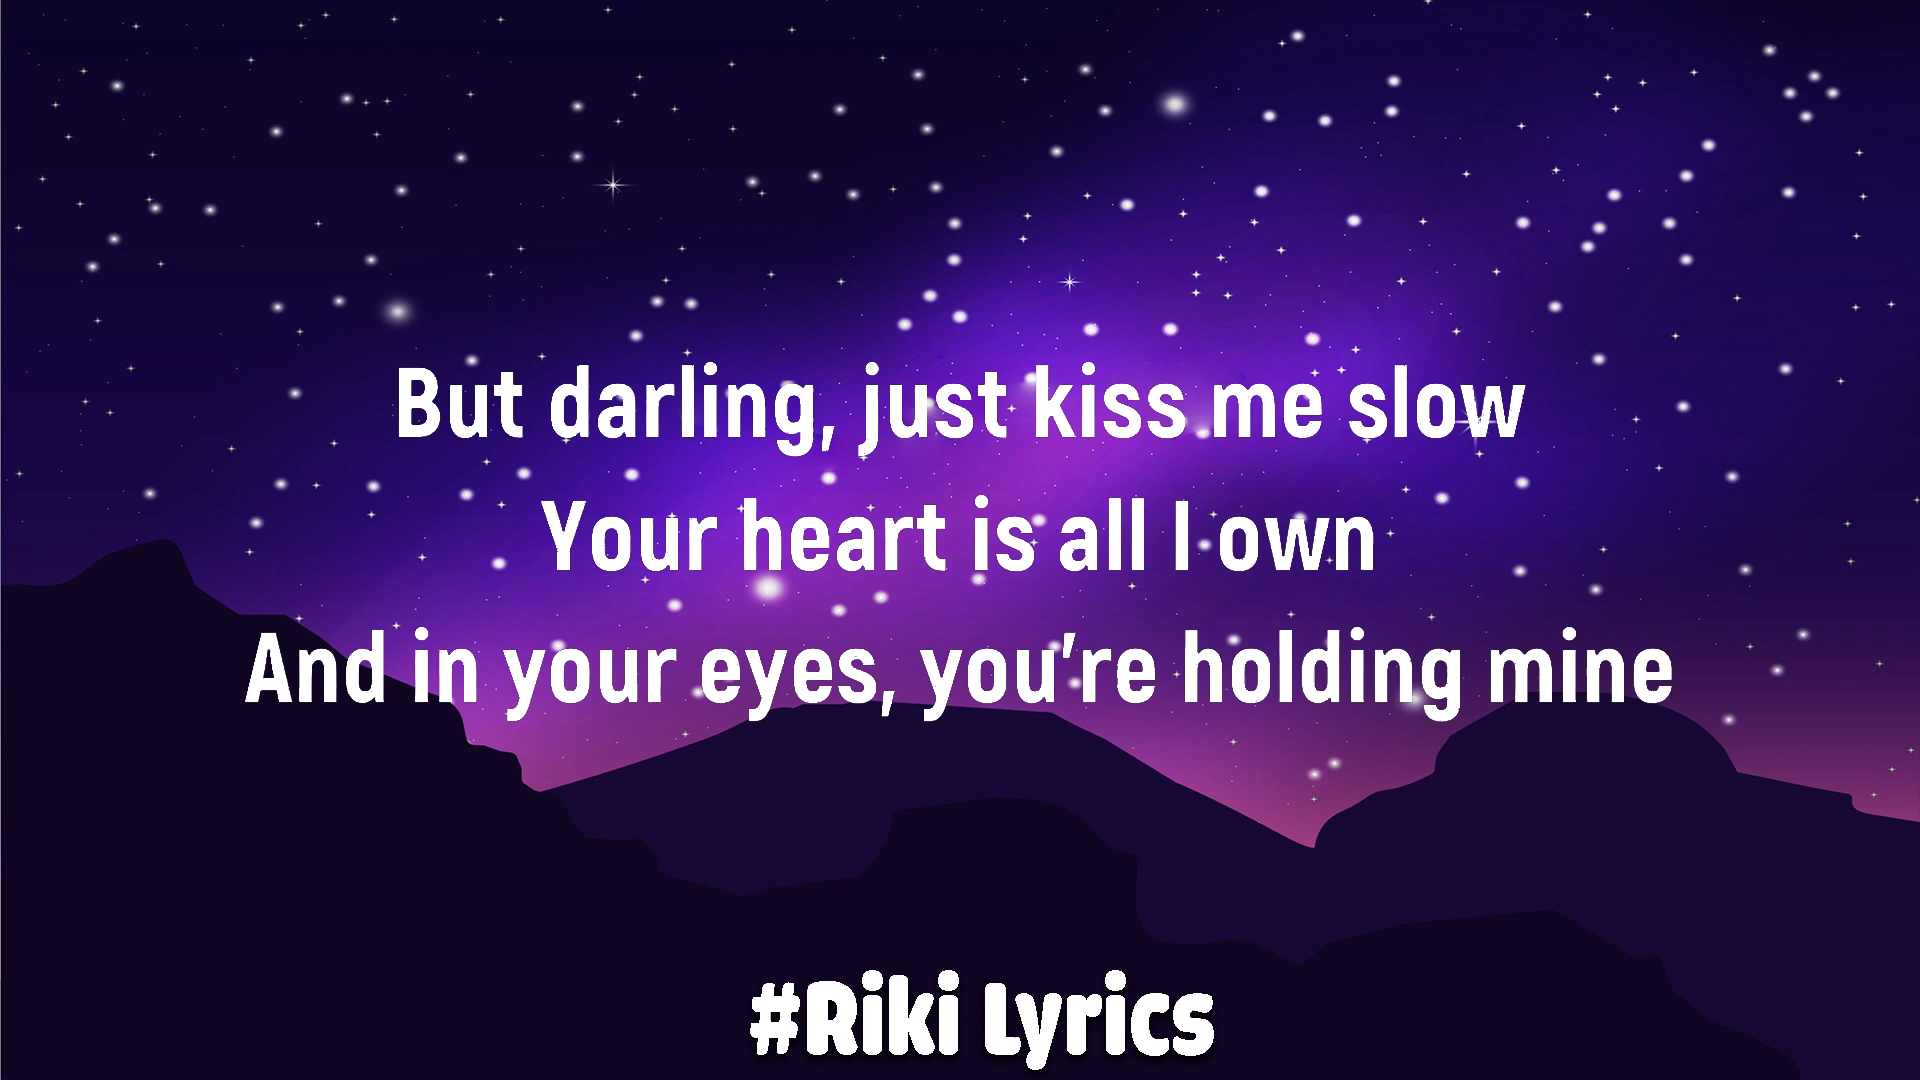 But darling, just kiss me slow
Your heart is all I own
And in your eyes, you're holding mine
#Riki Lyrics